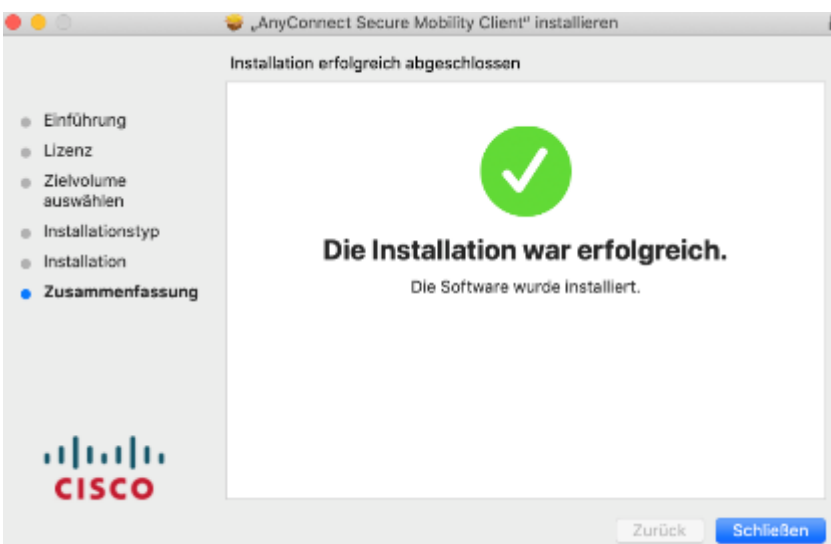 „AnyConnect Secure Mobility Client“ installieren
Installation erfolgreich abgeschlossen
Einführung
Lizenz
Zielvolume
auswählen
Installationstyp
Installation
Zusammenfassung
Die Installation war erfolgreich.
Die Software wurde installiert.
CISCO
Zurück
Schließen